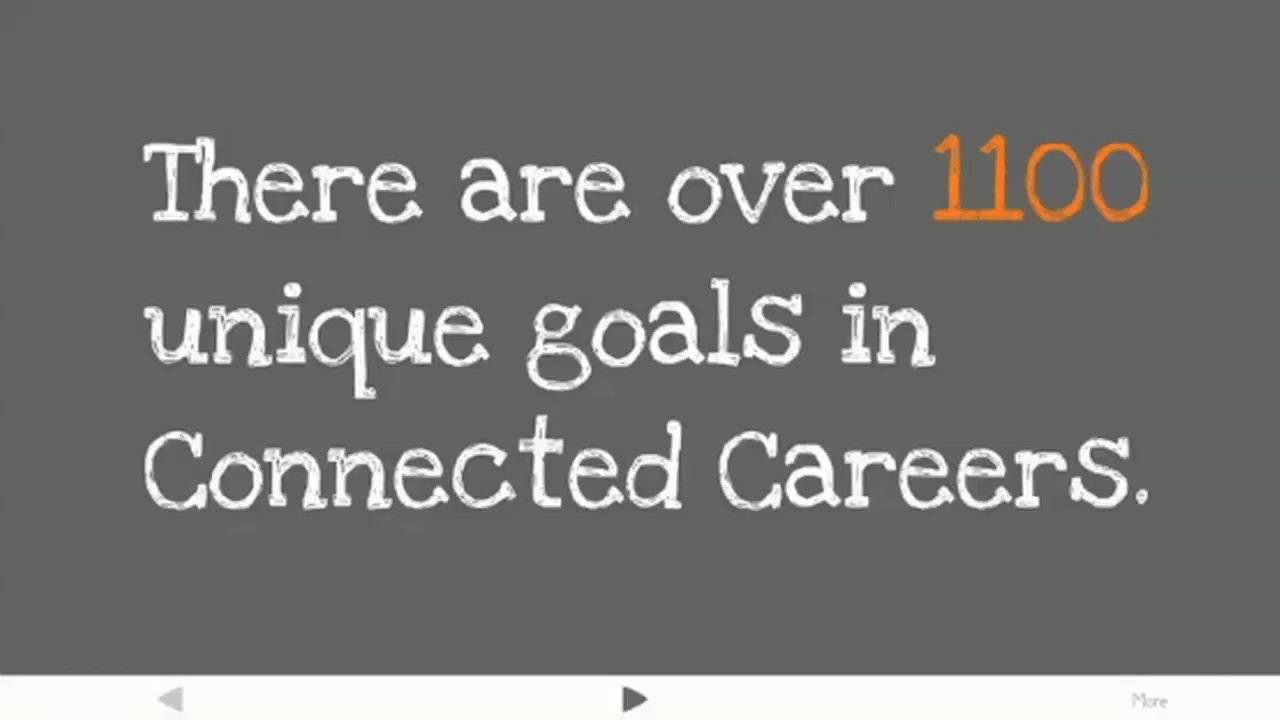 There are over 1100
unique goals in
Connected Careers.
More